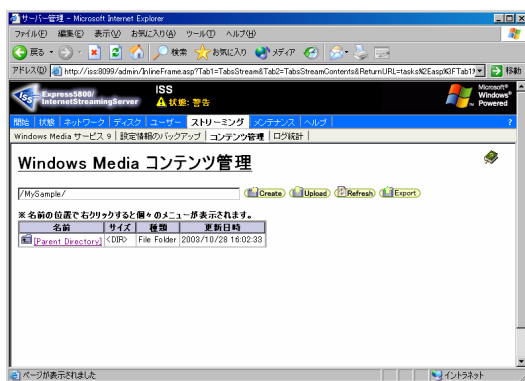 サーバー管理 - Microsoft Internet Explorer
ファイル(F) 編集(E) 表示(V) お気に入り(A) ツール(T) ヘルプ(H)
戻る 検索 お気に入り メディア
アドレス(D) http://iss:8099/admin/InlineFrame.asp?Tab1=TabsStream&Tab2=TabsStreamContents&ReturnURL=tasks%2Easp%3FTab1 移動
ISS Express5800/ InternetStreamingServer
ISS
状態: 警告
Microsoft® Windows® Powered
開始 状態 ネットワーク ディスク ユーザー ストリーミング メンテナンス ヘルプ ?
Windows Media サービス 9 設定情報のバックアップ コンテンツ管理 ログ統計
Windows Media コンテンツ管理
/MySample/ Create Upload Refresh Export
※ 名前の位置で右クリックすると個々のメニューが表示されます。
名前 サイズ 種類 更新日時
[Parent Directory] <DIR> File Folder 2003/10/28 16:02:33
ページが表示されました イントラネット